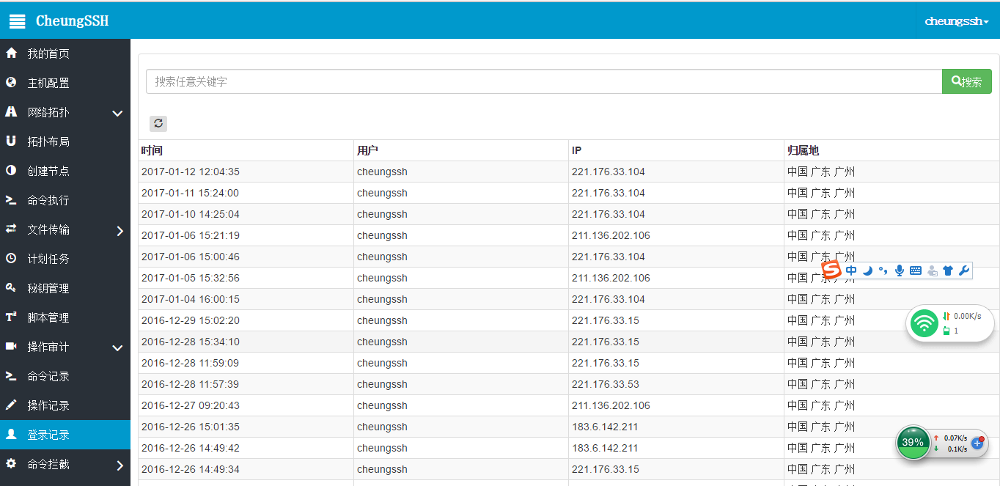 CheungSSH
cheungssh
我的首页
主机配置
网络拓扑
拓扑布局
创建节点
命令执行
文件传输
计划任务
秘钥管理
脚本管理
操作审计
命令记录
操作记录
登录记录
命令拦截
搜索任意关键字
搜索
时间 用户 IP 归属地
2017-01-12 12:04:35 cheungssh 221.176.33.104 中国 广东 广州
2017-01-11 15:24:00 cheungssh 221.176.33.104 中国 广东 广州
2017-01-10 14:25:04 cheungssh 221.176.33.104 中国 广东 广州
2017-01-06 15:21:19 cheungssh 211.136.202.106 中国 广东 广州
2017-01-06 15:00:46 cheungssh 221.176.33.104 中国 广东 广州
2017-01-05 15:32:56 cheungssh 211.136.202.106 中国 广东 广州
2017-01-04 16:00:15 cheungssh 221.176.33.104 中国 广东 广州
2016-12-29 15:02:20 cheungssh 221.176.33.15 中国 广东 广州
2016-12-28 15:34:10 cheungssh 221.176.33.15 中国 广东 广州
2016-12-28 11:59:09 cheungssh 221.176.33.15 中国 广东 广州
2016-12-28 11:57:39 cheungssh 221.176.33.53 中国 广东 广州
2016-12-27 09:20:43 cheungssh 211.136.202.106 中国 广东 广州
2016-12-26 15:01:35 cheungssh 183.6.142.211 中国 广东 广州
2016-12-26 14:49:42 cheungssh 183.6.142.211 中国 广东 广州
2016-12-26 14:49:34 cheungssh 221.176.33.15 中国 广东 广州
S 中
0.00K/s
1
39%
0.07K/s
0.1K/s